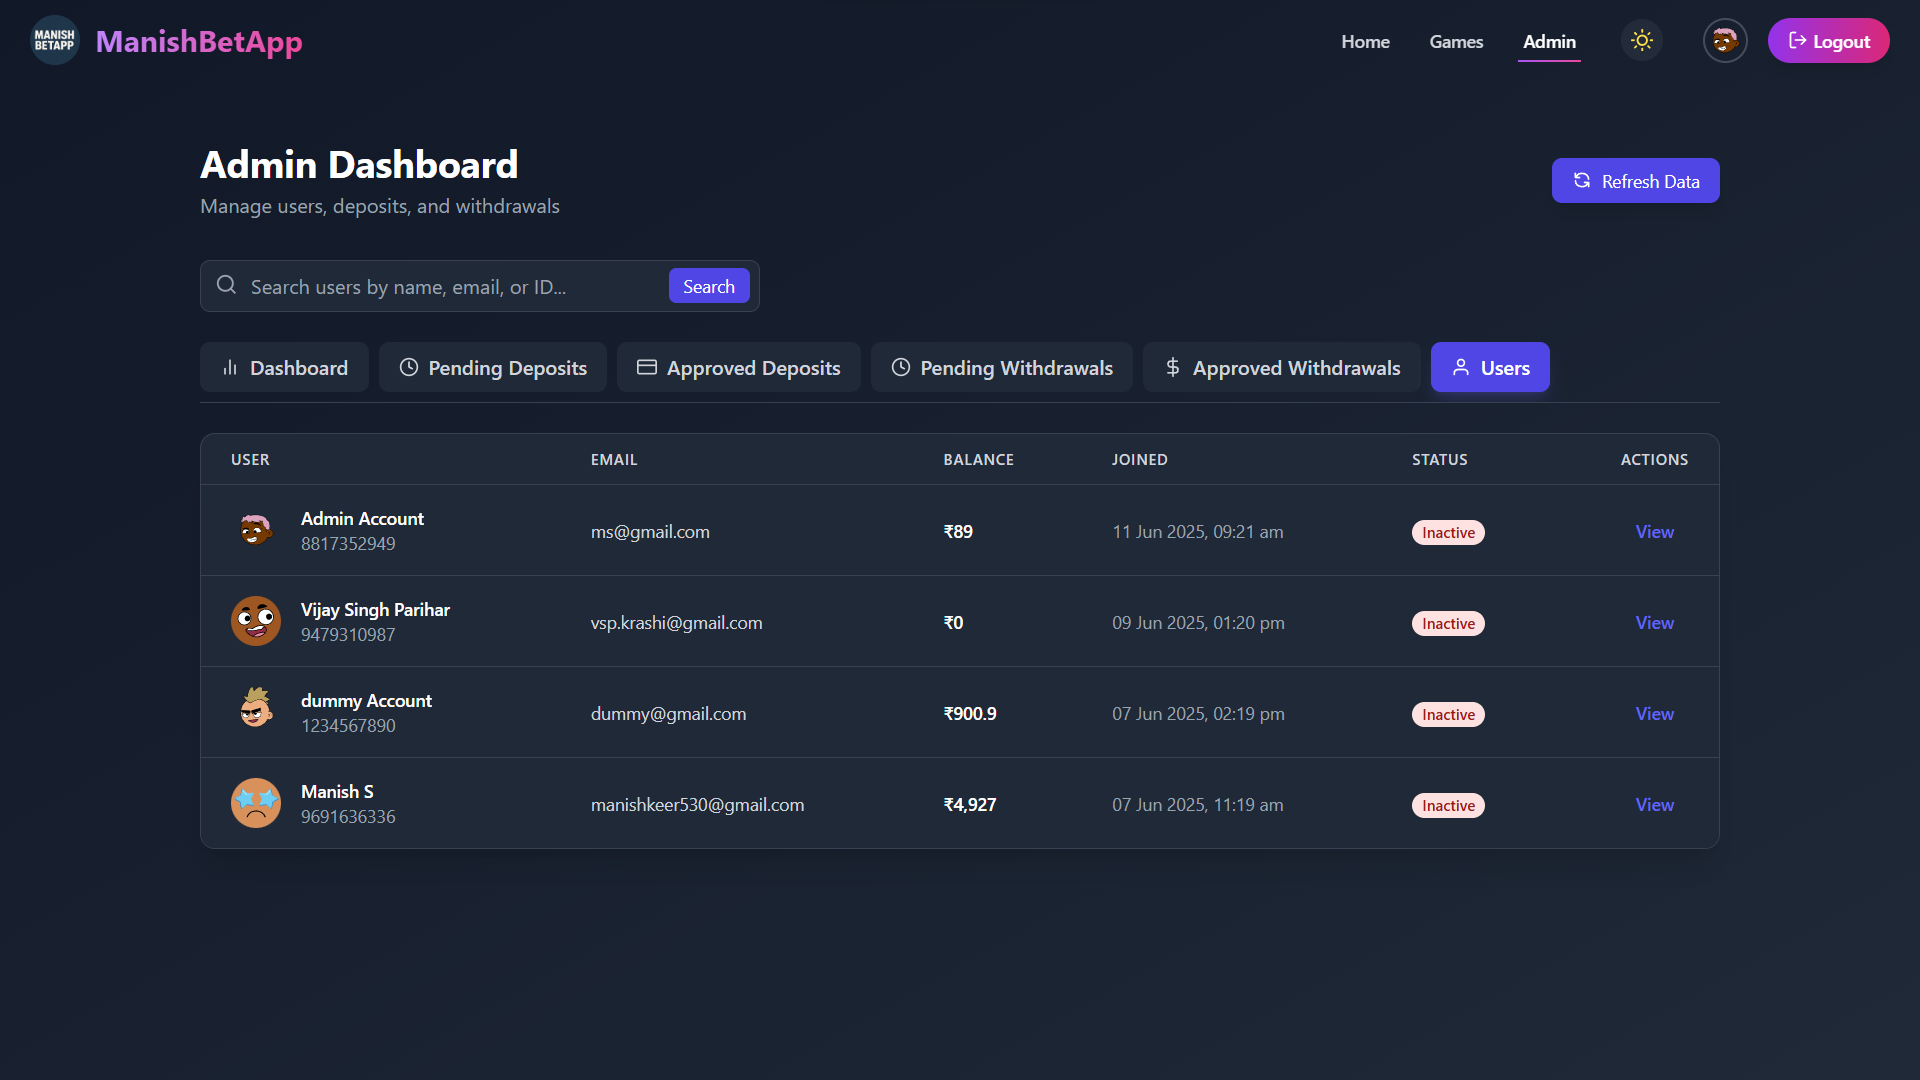 MANISH
BETAPP
ManishBetApp
Home
Games
Admin
Logout
Admin Dashboard
Manage users, deposits, and withdrawals
Refresh Data
Search users by name, email, or ID...
Search
Dashboard
Pending Deposits
Approved Deposits
Pending Withdrawals
Approved Withdrawals
Users
USER EMAIL BALANCE JOINED STATUS ACTIONS
Admin Account
8817352949
ms@gmail.com
₹89
11 Jun 2025, 09:21 am
Inactive
View
Vijay Singh Parihar
9479310987
vsp.krashi@gmail.com
₹0
09 Jun 2025, 01:20 pm
Inactive
View
dummy Account
1234567890
dummy@gmail.com
₹900.9
07 Jun 2025, 02:19 pm
Inactive
View
Manish S
9691636336
manishkeer530@gmail.com
₹4,927
07 Jun 2025, 11:19 am
Inactive
View